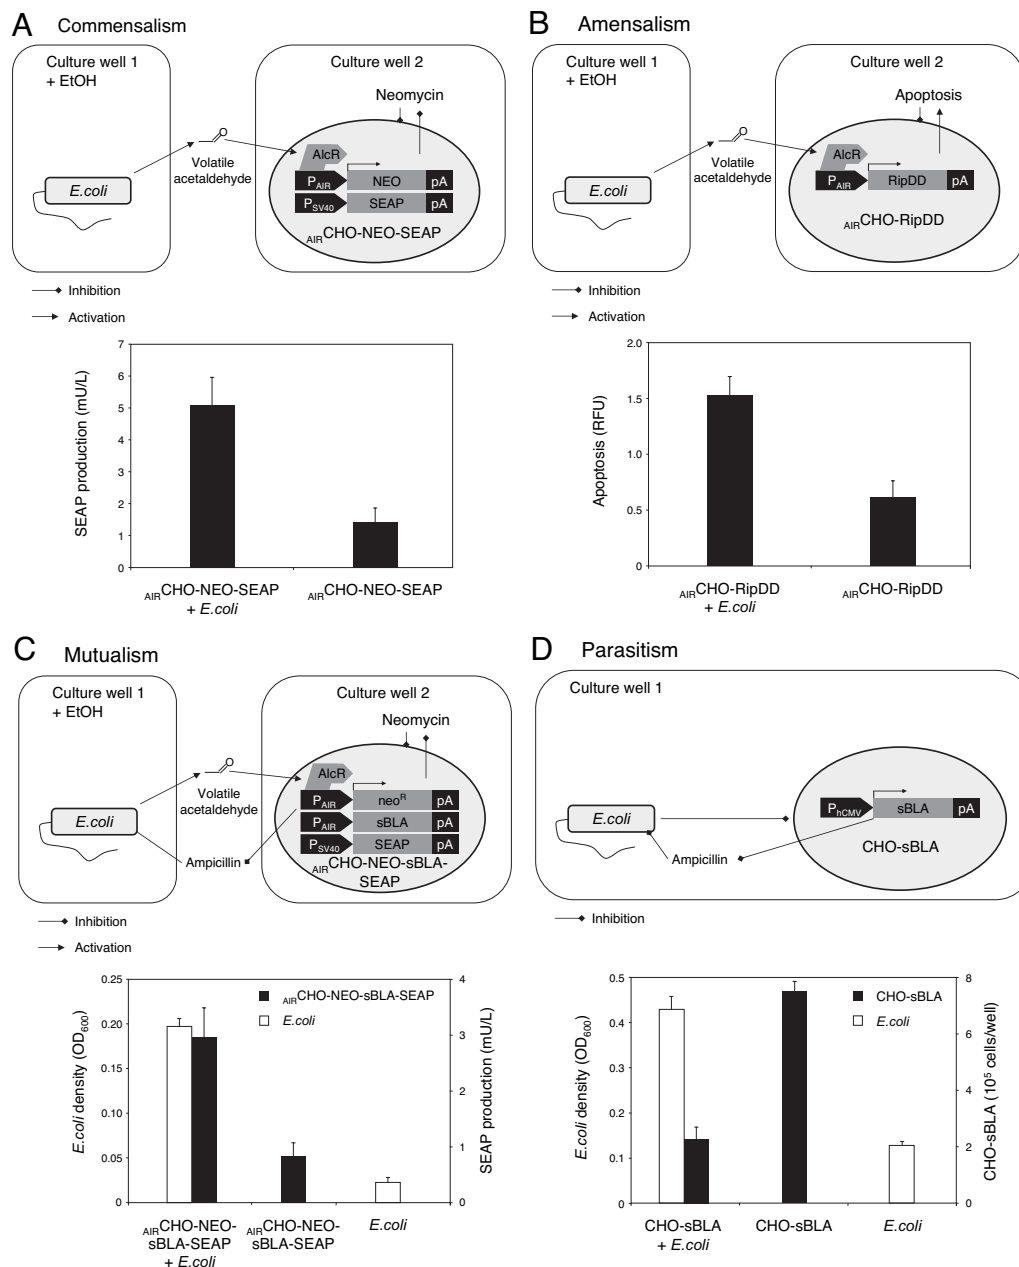 A Commensalism
Culture well 1
+ EtOH
Culture well 2
Neomycin
E.coli
Volatile
acetaldehyde
O
AlcR
PAIR NEO pA
PSV40 SEAP pA
AIRCHO-NEO-SEAP
Inhibition
Activation
SEAP production (mU/L)
7
6
5
4
3
2
1
0
AIRCHO-NEO-SEAP
+ E.coli
AIRCHO-NEO-SEAP
B Amensalism
Culture well 1
+ EtOH
Culture well 2
Apoptosis
E.coli
Volatile
acetaldehyde
O
AlcR
PAIR RipDD pA
AIRCHO-RipDD
Inhibition
Activation
Apoptosis (RFU)
2.0
1.5
1.0
0.5
0
AIRCHO-RipDD
+ E.coli
AIRCHO-RipDD
C Mutualism
Culture well 1
+ EtOH
Culture well 2
Neomycin
E.coli
Volatile
acetaldehyde
O
Ampicillin
AlcR
PAIR neoR pA
PAIR sBLA pA
PSV40 SEAP pA
AIRCHO-NEO-sBLA-
SEAP
Inhibition
Activation
E.coli density (OD600)
0.25
0.20
0.15
0.10
0.05
0
AIRCHO-NEO-sBLA-SEAP
E.coli
4
3
2
1
0
SEAP production (mU/L)
AIRCHO-NEO-
sBLA-SEAP
+ E.coli
AIRCHO-NEO-
sBLA-SEAP
E.coli
D Parasitism
Culture well 1
E.coli
Ampicillin
PhCMV sBLA pA
CHO-sBLA
Inhibition
E.coli density (OD600)
0.5
0.4
0.3
0.2
0.1
0
CHO-sBLA
E.coli
8
6
4
2
0
CHO-sBLA (10⁵ cells/well)
CHO-sBLA
+ E.coli
CHO-sBLA
E.coli